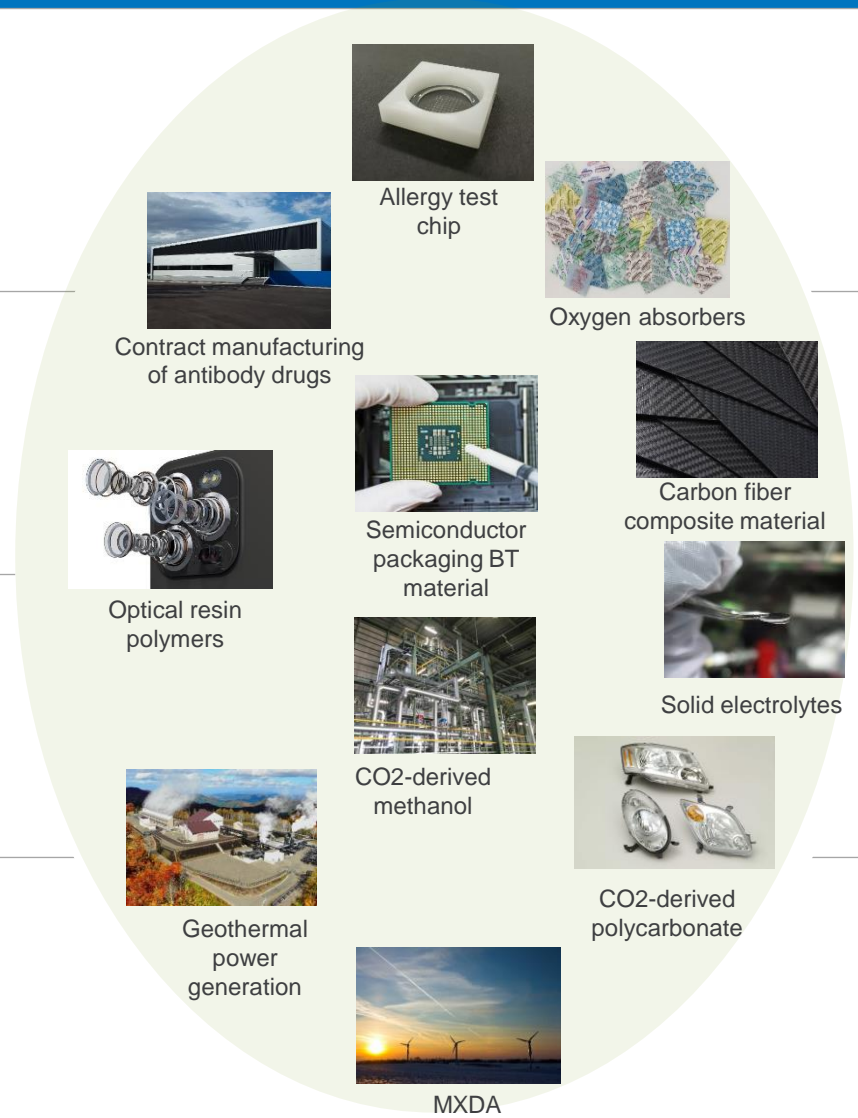 Allergy test
chip
Oxygen absorbers
Contract manufacturing
of antibody drugs
Carbon fiber
composite material
Semiconductor
packaging BT
material
Optical resin
polymers
Solid electrolytes
CO2-derived
methanol
CO2-derived
polycarbonate
Geothermal
power
generation
MXDA